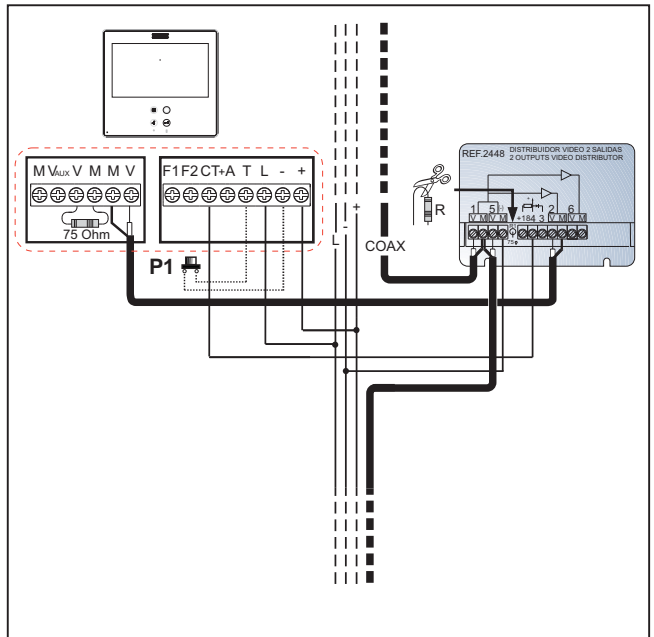 M VAUX V M M V
75 Ohm
F1 F2 CT +A T L - +
P1
L - +
COAX
R
REF.2448
DISTRIBUIDOR VIDEO 2 SALIDAS
2 OUTPUTS VIDEO DISTRIBUTOR
1 5 (-) +18 4 3 2 6
V M V M V M V M